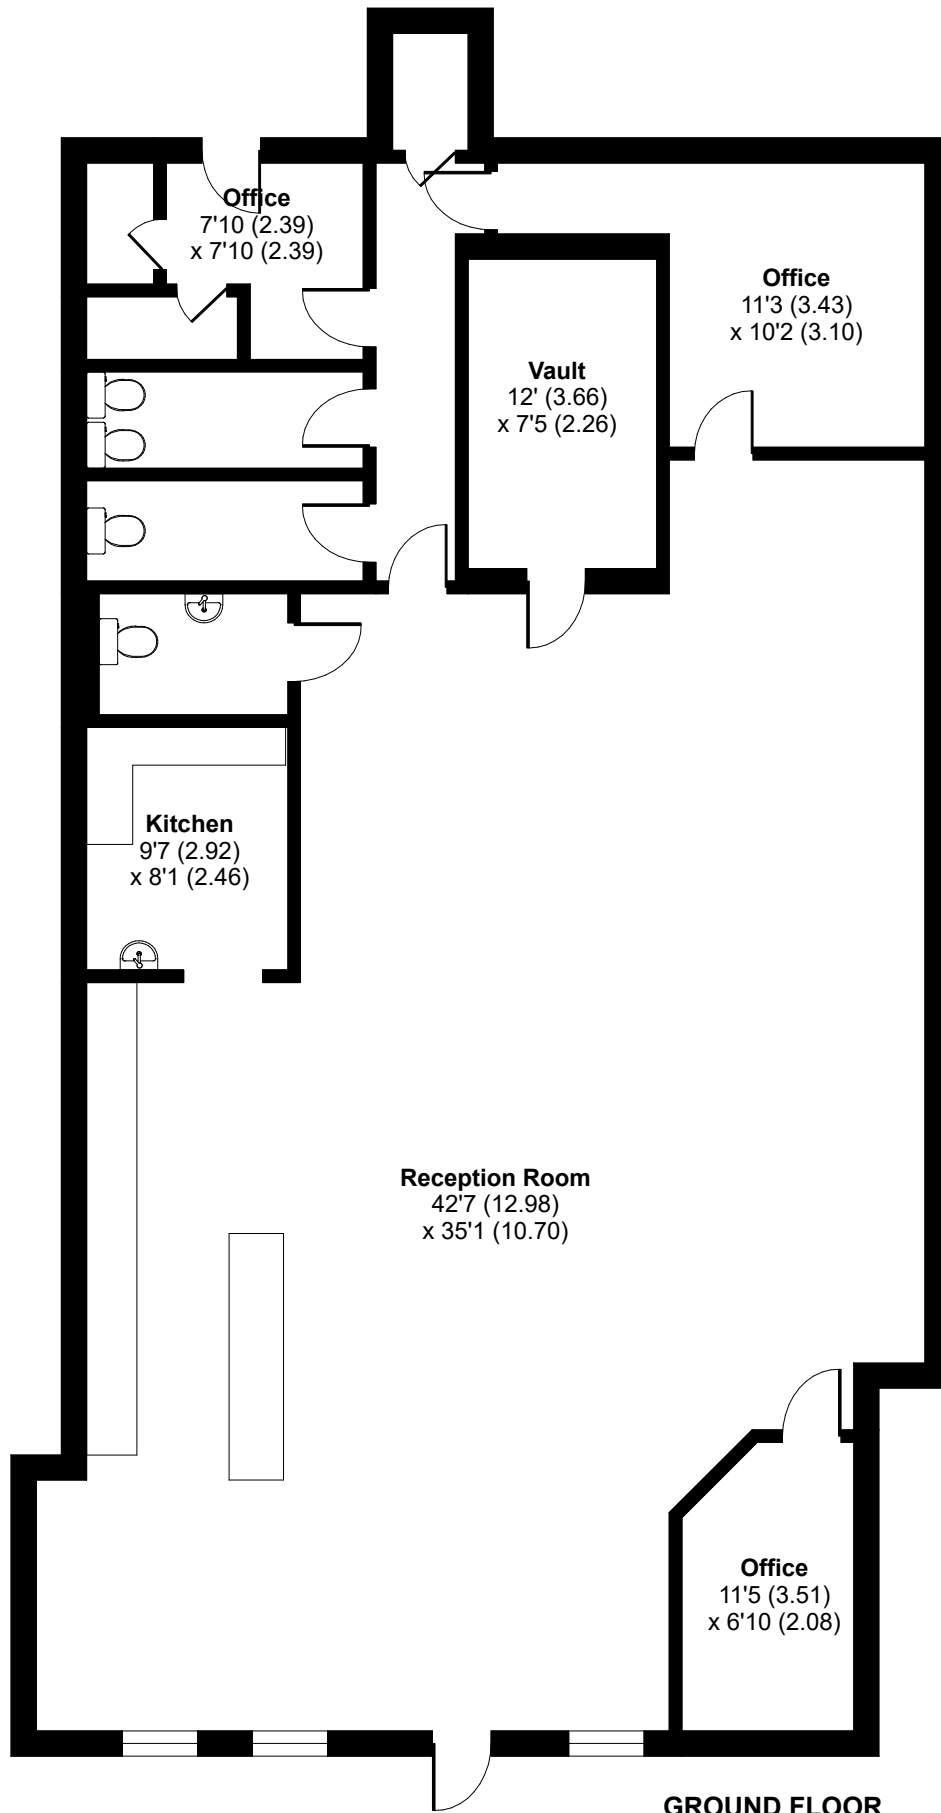 Office
7'10 (2.39)
x 7'10 (2.39)
Office
11'3 (3.43)
x 10'2 (3.10)
Vault
12' (3.66)
x 7'5 (2.26)
Kitchen
9'7 (2.92)
x 8'1 (2.46)
Reception Room
42'7 (12.98)
x 35'1 (10.70)
Office
11'5 (3.51)
x 6'10 (2.08)
GROUND FLOOR